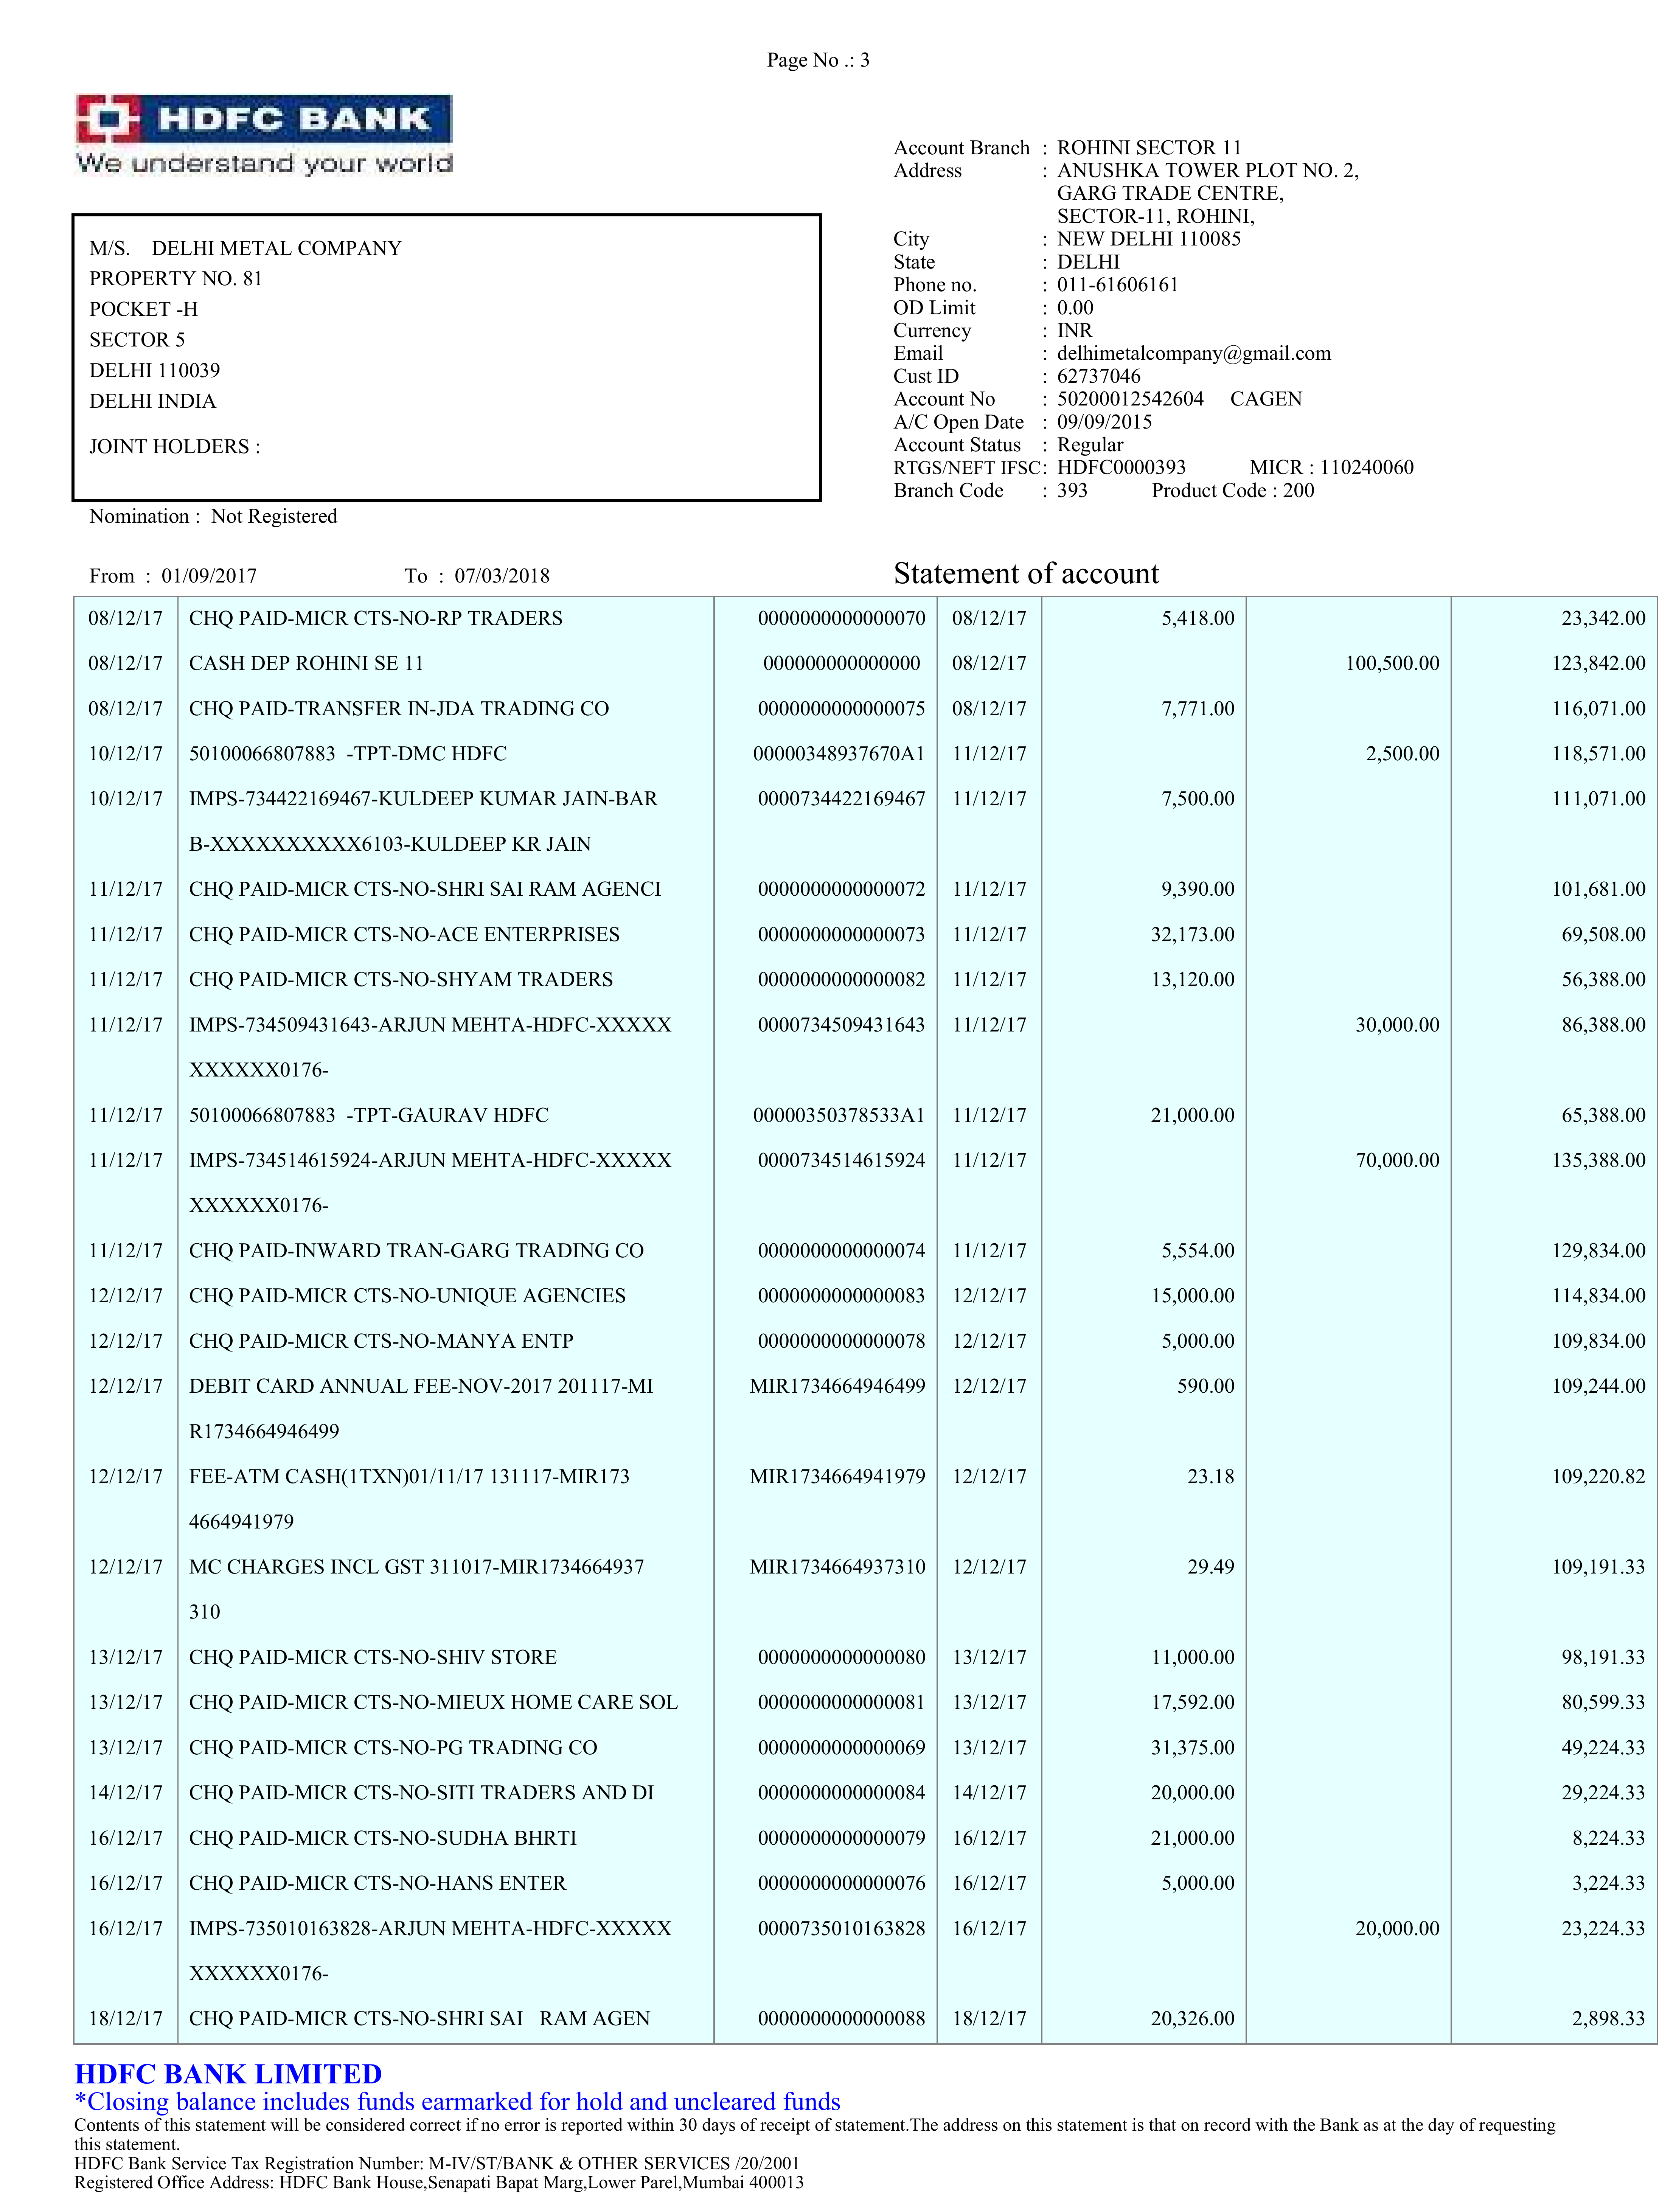 Page No .: 3
HDFC BANK
We understand your world
Account Branch : ROHINI SECTOR 11
Address : ANUSHKA TOWER PLOT NO. 2,
GARG TRADE CENTRE,
SECTOR-11, ROHINI,
City : NEW DELHI 110085
State : DELHI
Phone no. : 011-61606161
OD Limit : 0.00
Currency : INR
Email : delhimetalcompany@gmail.com
Cust ID : 62737046
Account No : 50200012542604 CAGEN
A/C Open Date : 09/09/2015
Account Status : Regular
RTGS/NEFT IFSC: HDFC0000393 MICR : 110240060
Branch Code : 393 Product Code : 200
M/S. DELHI METAL COMPANY
PROPERTY NO. 81
POCKET -H
SECTOR 5
DELHI 110039
DELHI INDIA
JOINT HOLDERS :
Nomination : Not Registered
From : 01/09/2017 To : 07/03/2018 Statement of account
08/12/17 CHQ PAID-MICR CTS-NO-RP TRADERS 0000000000000070 08/12/17 5,418.00 23,342.00
08/12/17 CASH DEP ROHINI SE 11 000000000000000 08/12/17 100,500.00 123,842.00
08/12/17 CHQ PAID-TRANSFER IN-JDA TRADING CO 0000000000000075 08/12/17 7,771.00 116,071.00
10/12/17 50100066807883 -TPT-DMC HDFC 00000348937670A1 11/12/17 2,500.00 118,571.00
10/12/17 IMPS-734422169467-KULDEEP KUMAR JAIN-BAR 0000734422169467 11/12/17 7,500.00 111,071.00
B-XXXXXXXXXX6103-KULDEEP KR JAIN
11/12/17 CHQ PAID-MICR CTS-NO-SHRI SAI RAM AGENCI 0000000000000072 11/12/17 9,390.00 101,681.00
11/12/17 CHQ PAID-MICR CTS-NO-ACE ENTERPRISES 0000000000000073 11/12/17 32,173.00 69,508.00
11/12/17 CHQ PAID-MICR CTS-NO-SHYAM TRADERS 0000000000000082 11/12/17 13,120.00 56,388.00
11/12/17 IMPS-734509431643-ARJUN MEHTA-HDFC-XXXXX 0000734509431643 11/12/17 30,000.00 86,388.00
XXXXXX0176-
11/12/17 50100066807883 -TPT-GAURAV HDFC 00000350378533A1 11/12/17 21,000.00 65,388.00
11/12/17 IMPS-734514615924-ARJUN MEHTA-HDFC-XXXXX 0000734514615924 11/12/17 70,000.00 135,388.00
XXXXXX0176-
11/12/17 CHQ PAID-INWARD TRAN-GARG TRADING CO 0000000000000074 11/12/17 5,554.00 129,834.00
12/12/17 CHQ PAID-MICR CTS-NO-UNIQUE AGENCIES 0000000000000083 12/12/17 15,000.00 114,834.00
12/12/17 CHQ PAID-MICR CTS-NO-MANYA ENTP 0000000000000078 12/12/17 5,000.00 109,834.00
12/12/17 DEBIT CARD ANNUAL FEE-NOV-2017 201117-MI MIR1734664946499 12/12/17 590.00 109,244.00
R1734664946499
12/12/17 FEE-ATM CASH(1TXN)01/11/17 131117-MIR173 MIR1734664941979 12/12/17 23.18 109,220.82
4664941979
12/12/17 MC CHARGES INCL GST 311017-MIR1734664937 MIR1734664937310 12/12/17 29.49 109,191.33
310
13/12/17 CHQ PAID-MICR CTS-NO-SHIV STORE 0000000000000080 13/12/17 11,000.00 98,191.33
13/12/17 CHQ PAID-MICR CTS-NO-MIEUX HOME CARE SOL 0000000000000081 13/12/17 17,592.00 80,599.33
13/12/17 CHQ PAID-MICR CTS-NO-PG TRADING CO 0000000000000069 13/12/17 31,375.00 49,224.33
14/12/17 CHQ PAID-MICR CTS-NO-SITI TRADERS AND DI 0000000000000084 14/12/17 20,000.00 29,224.33
16/12/17 CHQ PAID-MICR CTS-NO-SUDHA BHRTI 0000000000000079 16/12/17 21,000.00 8,224.33
16/12/17 CHQ PAID-MICR CTS-NO-HANS ENTER 0000000000000076 16/12/17 5,000.00 3,224.33
16/12/17 IMPS-735010163828-ARJUN MEHTA-HDFC-XXXXX 0000735010163828 16/12/17 20,000.00 23,224.33
XXXXXX0176-
18/12/17 CHQ PAID-MICR CTS-NO-SHRI SAI RAM AGEN 0000000000000088 18/12/17 20,326.00 2,898.33
HDFC BANK LIMITED
*Closing balance includes funds earmarked for hold and uncleared funds
Contents of this statement will be considered correct if no error is reported within 30 days of receipt of statement.The address on this statement is that on record with the Bank as at the day of requesting
this statement.
HDFC Bank Service Tax Registration Number: M-IV/ST/BANK & OTHER SERVICES /20/2001
Registered Office Address: HDFC Bank House,Senapati Bapat Marg,Lower Parel,Mumbai 400013